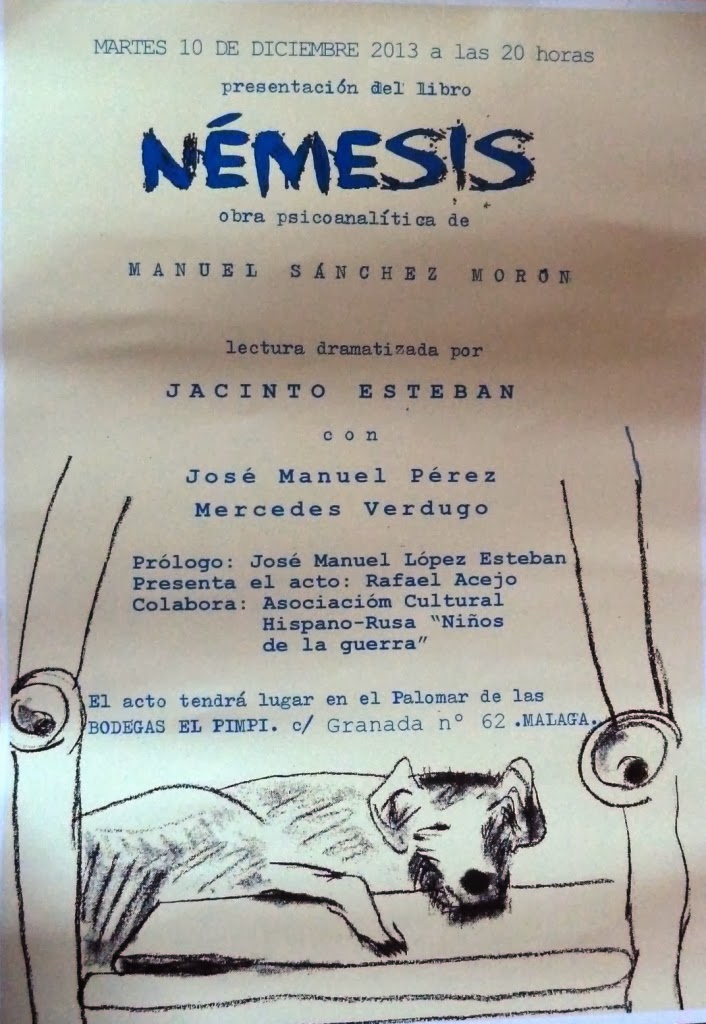 MARTES 10 DE DICIEMBRE 2013 a las 20 horas
presentación del libro
NÉMESIS
obra psicoanalítica de
MANUEL SÁNCHEZ MORÓN
lectura dramatizada por
JACINTO ESTEBAN
con
José Manuel Pérez
Mercedes Verdugo
Prólogo: José Manuel López Esteban
Presenta el acto: Rafael Acejo
Colabora: Asociacióm Cultural
Hispano-Rusa "Niños
de la guerra"
El acto tendrá lugar en el Palomar de las
BODEGAS EL PIMPI. c/ Granada nº 62 .MALAGA.